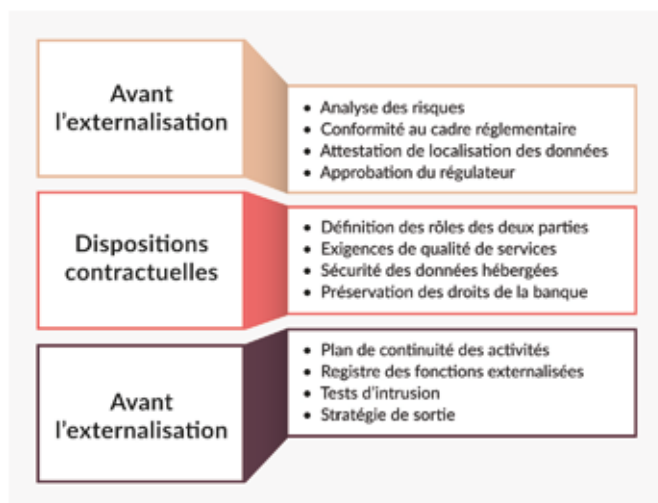 Avant
l'externalisation
• Analyse des risques
• Conformité au cadre réglementaire
• Attestation de localisation des données
• Approbation du régulateur
Dispositions
contractuelles
• Définition des rôles des deux parties
• Exigences de qualité de services
• Sécurité des données hébergées
• Préservation des droits de la banque
Avant
l'externalisation
• Plan de continuité des activités
• Registre des fonctions externalisées
• Tests d'intrusion
• Stratégie de sortie